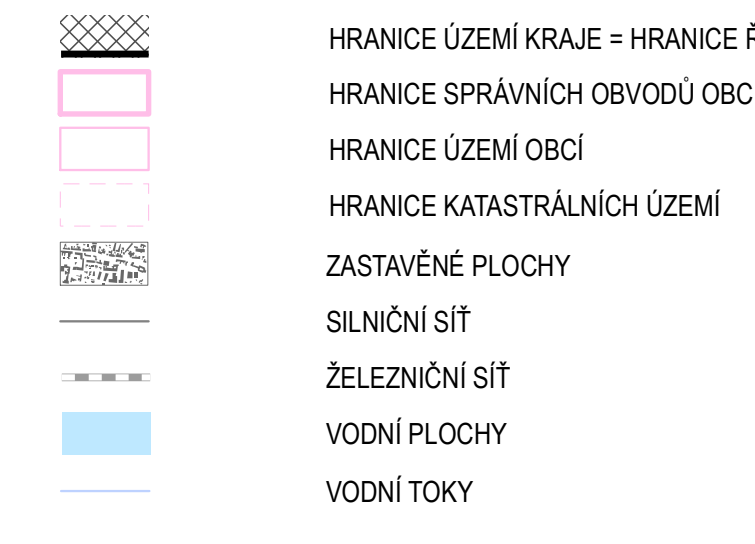 HRANICE ÚZEMÍ KRAJE = HRANICE
HRANICE SPRÁVNÍCH OBVODŮ OBC
HRANICE ÚZEMÍ OBCÍ
HRANICE KATASTRÁLNÍCH ÚZEMÍ
ZASTAVĚNÉ PLOCHY
SILNIČNÍ SÍŤ
ŽELEZNIČNÍ SÍŤ
VODNÍ PLOCHY
VODNÍ TOKY